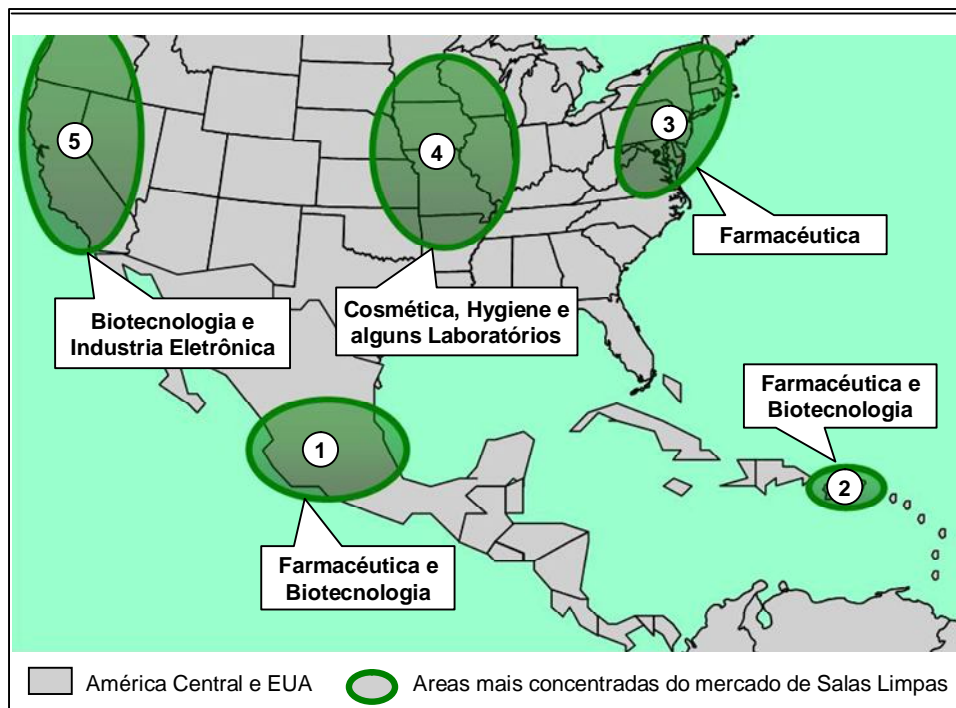 5
4
3
Farmacéutica
Biotecnologia e
Industria Eletrônica
Cosmética, Hygiene e
alguns Laboratórios
Farmacéutica e
Biotecnologia
1
2
Farmacéutica e
Biotecnologia
América Central e EUA
Areas mais concentradas do mercado de Salas Limpas